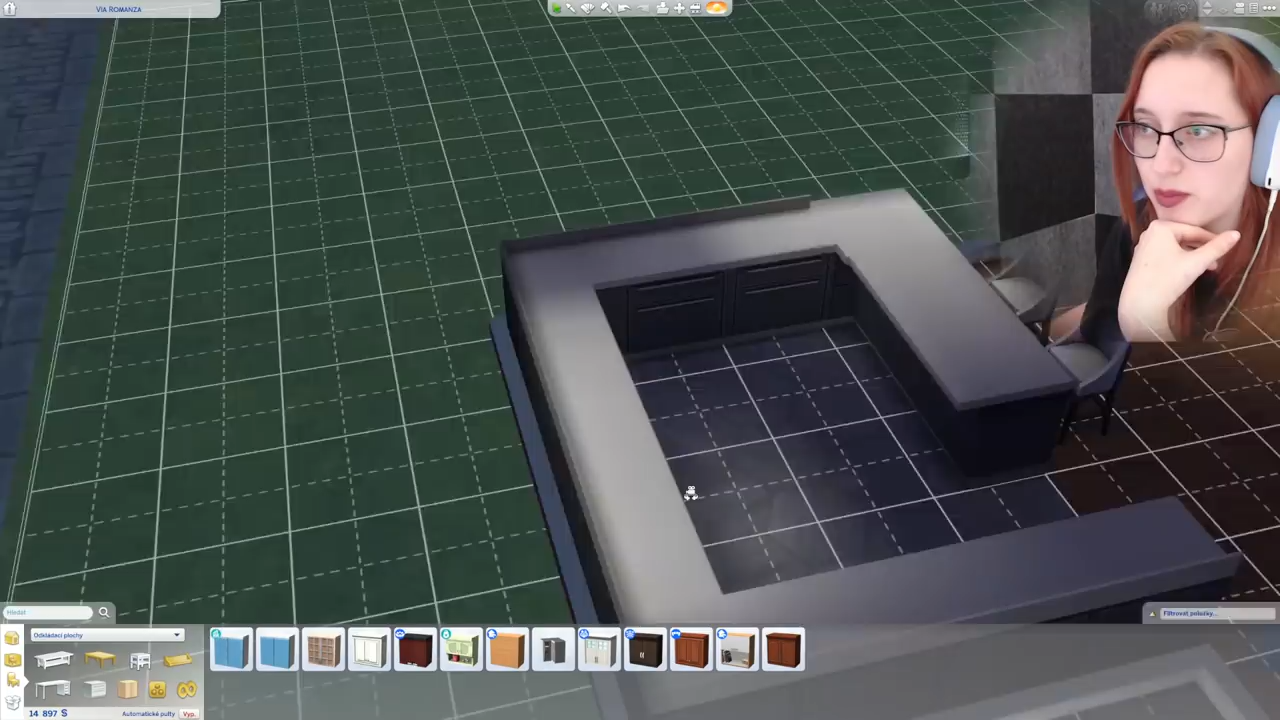 VIA ROMANZA
Hledat
Filtrovat položky...
Odkládací plochy
14 897 $
Automatické pulty
Vyp.